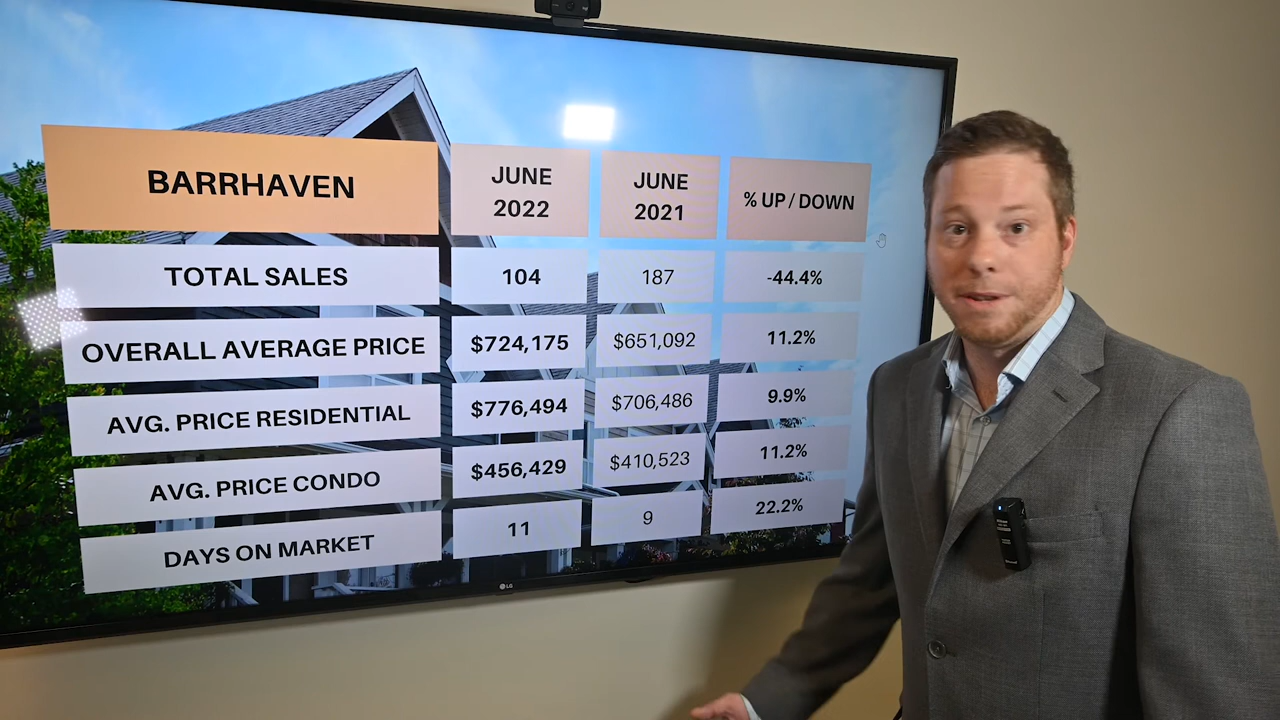 BARRHAVEN
JUNE
2022
JUNE
2021
% UP / DOWN
TOTAL SALES
104
187
-44.4%
OVERALL AVERAGE PRICE
$724,175
$651,092
11.2%
AVG. PRICE RESIDENTIAL
$776,494
$706,486
9.9%
AVG. PRICE CONDO
$456,429
$410,523
11.2%
DAYS ON MARKET
11
9
22.2%
LG